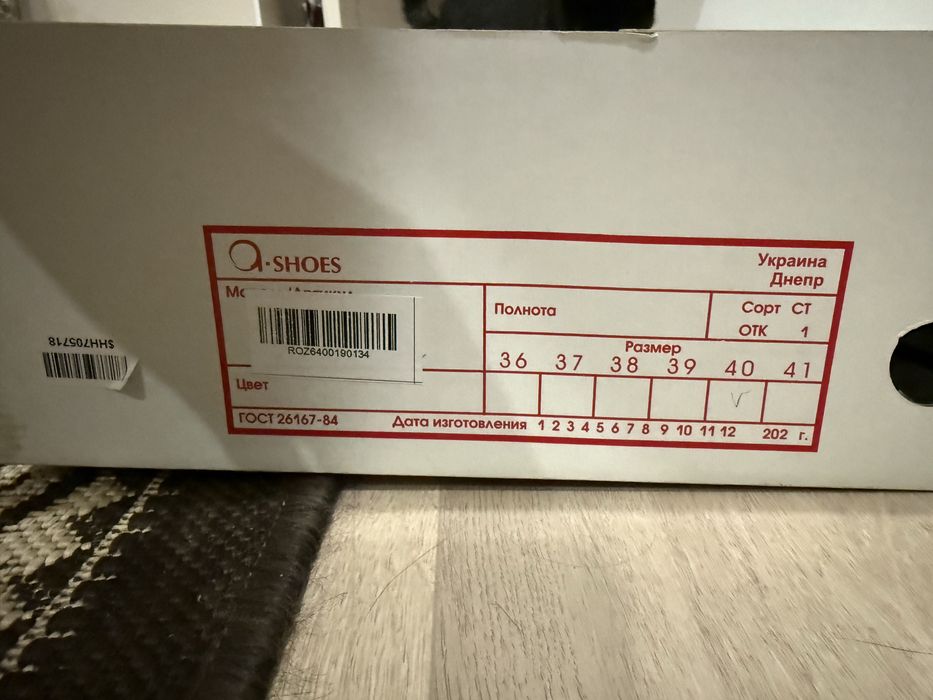 a·SHOES
Украина
Днепр
ROZ6400190134
Полнота
Сорт СТ
ОТК 1
Размер
36 37 38 39 40 41
V
Цвет
ГОСТ 26167-84 Дата изготовления 1 2 3 4 5 6 7 8 9 10 11 12 202 г.
$HH705718